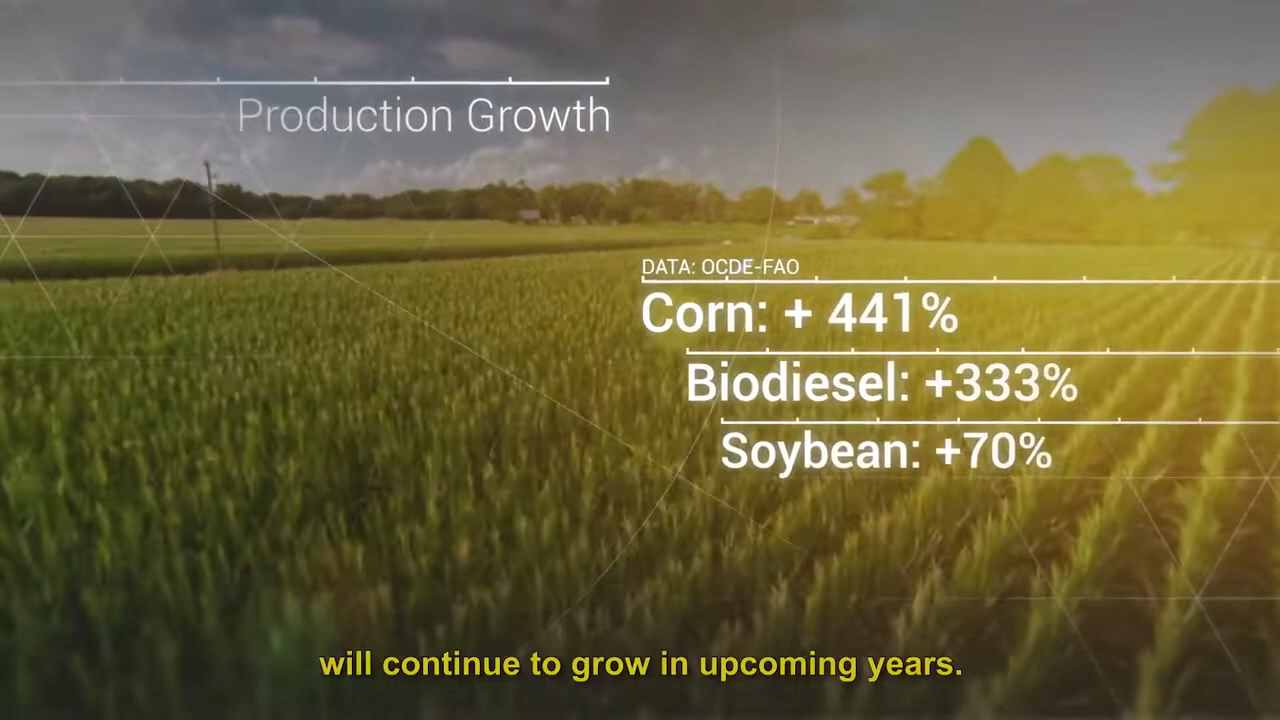 Production Growth
DATA: OCDE-FAO
Corn: + 441%
Biodiesel: +333%
Soybean: +70%
will continue to grow in upcoming years.